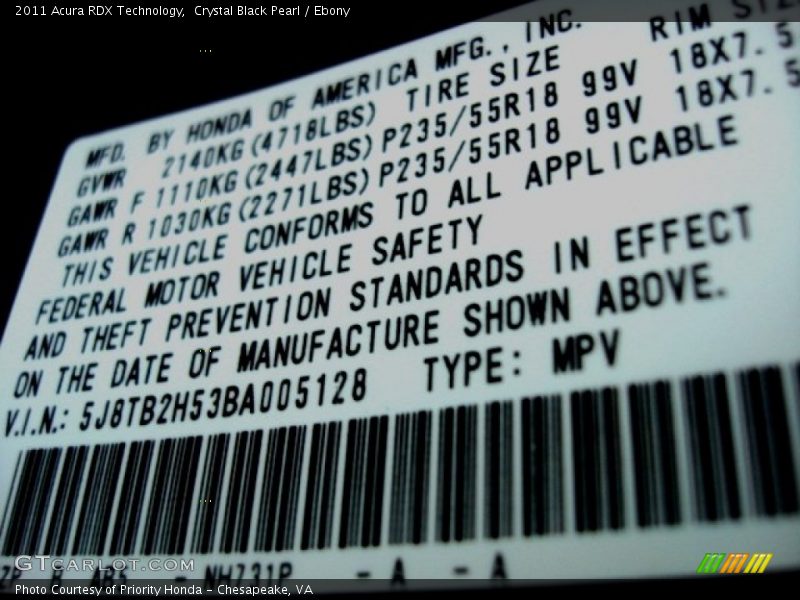 2011 Acura RDX Technology,  Crystal Black Pearl / Ebony
...
MFD. BY HONDA OF AMERICA MFG., INC.
GVWR 2140KG(4718LBS) TIRE SIZE RIM SIZE
GAWR F 1110KG(2447LBS)P235/55R18 99V 18X7.5
GAWR R 1030KG(2271LBS)P235/55R18 99V 18X7.5
THIS VEHICLE CONFORMS TO ALL APPLICABLE
FEDERAL MOTOR VEHICLE SAFETY
AND THEFT PREVENTION STANDARDS IN EFFECT
ON THE DATE OF MANUFACTURE SHOWN ABOVE.
V.I.N.: 5J8TB2H53BA005128 TYPE: MPV
...
NH731P - A - A
GTCARLOT.COM
Photo Courtesy of Priority Honda - Chesapeake, VA